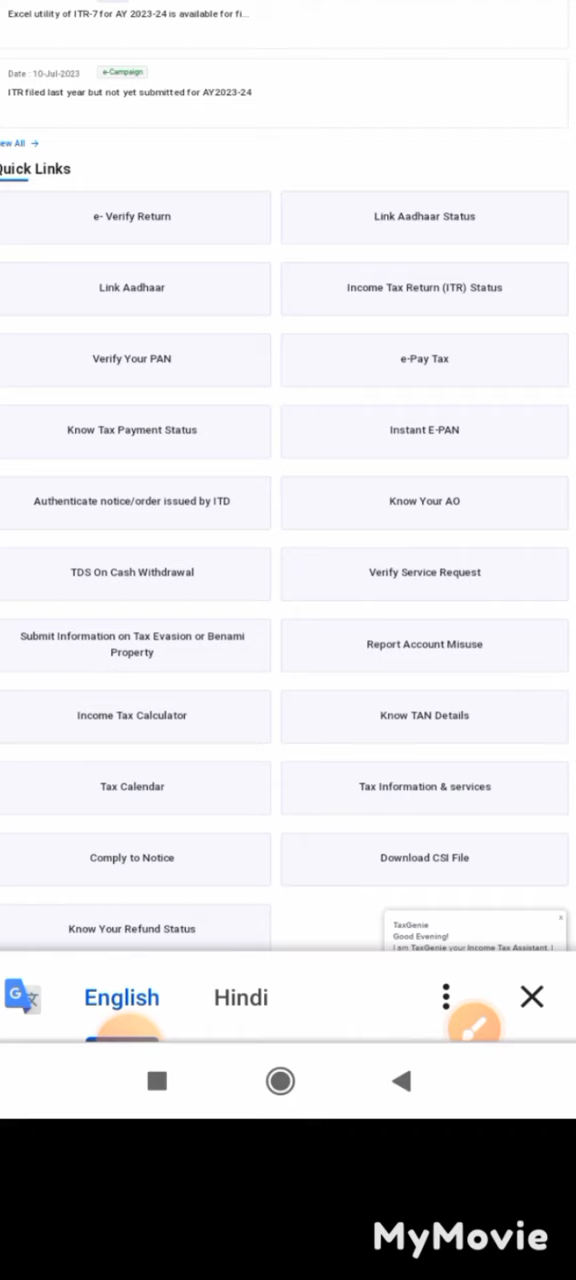 Excel utility of ITR-7 for AY 2023-24 is available for fi...
Date : 10-Jul-2023 e-Campaign
ITR filed last year but not yet submitted for AY2023-24
ew All →
Quick Links
e- Verify Return
Link Aadhaar Status
Link Aadhaar
Income Tax Return (ITR) Status
Verify Your PAN
e-Pay Tax
Know Tax Payment Status
Instant E-PAN
Authenticate notice/order issued by ITD
Know Your AO
TDS On Cash Withdrawal
Verify Service Request
Submit Information on Tax Evasion or Benami
Property
Report Account Misuse
Income Tax Calculator
Know TAN Details
Tax Calendar
Tax Information & services
Comply to Notice
Download CSI File
Know Your Refund Status
x
TaxGenie
Good Evening!
I am TaxGenie your Income Tax Assistant. I
G 文
English
Hindi
MyMovie